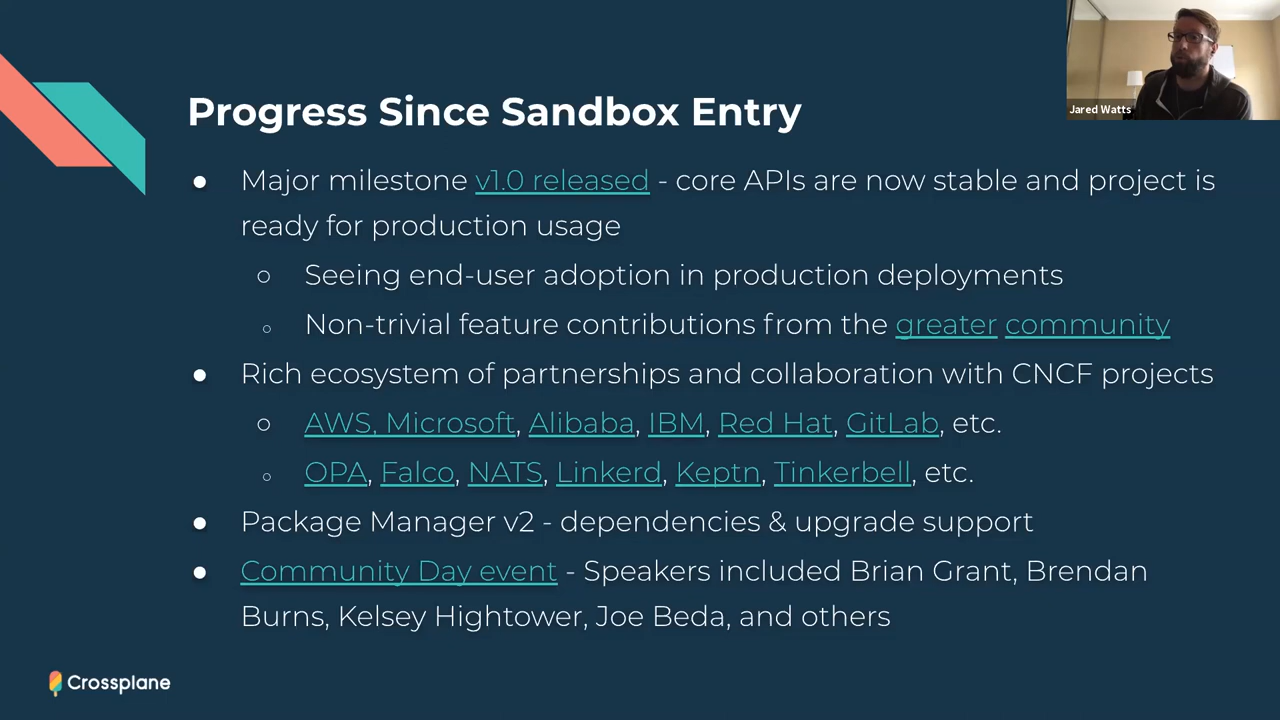 Jared Watts
Progress Since Sandbox Entry
● Major milestone v1.0 released - core APIs are now stable and project is
ready for production usage
○ Seeing end-user adoption in production deployments
○ Non-trivial feature contributions from the greater community
● Rich ecosystem of partnerships and collaboration with CNCF projects
○ AWS, Microsoft, Alibaba, IBM, Red Hat, GitLab, etc.
○ OPA, Falco, NATS, Linkerd, Keptn, Tinkerbell, etc.
● Package Manager v2 - dependencies & upgrade support
● Community Day event - Speakers included Brian Grant, Brendan
Burns, Kelsey Hightower, Joe Beda, and others
Crossplane